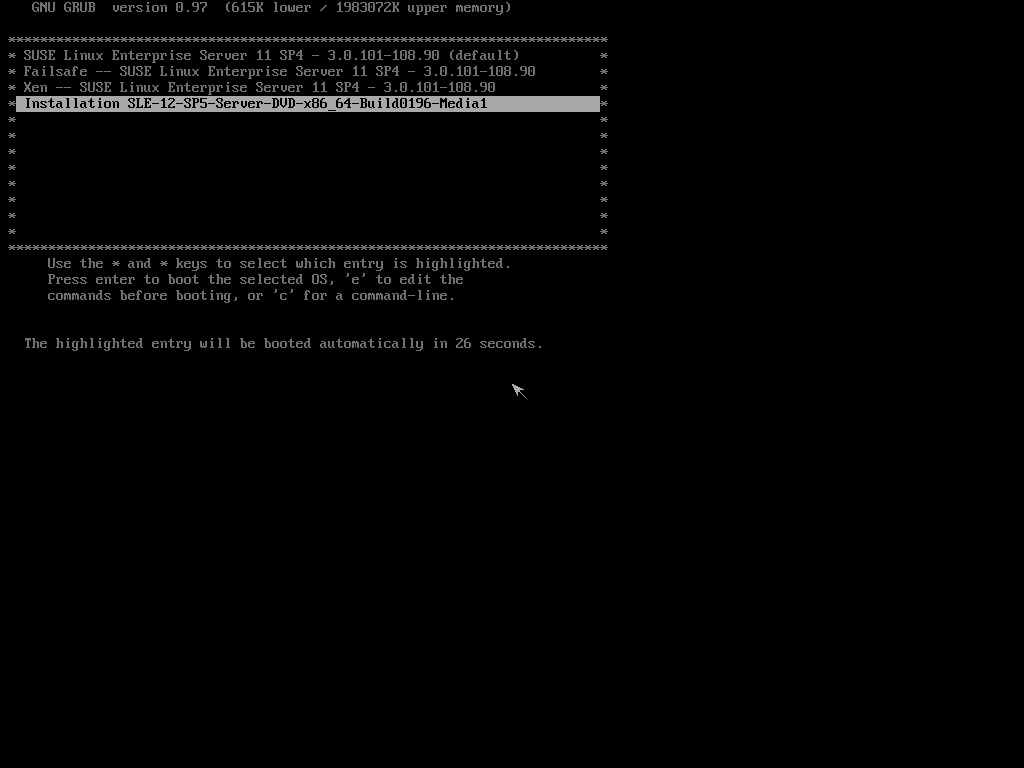 GNU GRUB  version 0.97  (615K lower / 1983072K upper memory)
***************************************************************************
* SUSE Linux Enterprise Server 11 SP4 - 3.0.101-108.90 (default)          *
* Failsafe -- SUSE Linux Enterprise Server 11 SP4 - 3.0.101-108.90        *
* Xen -- SUSE Linux Enterprise Server 11 SP4 - 3.0.101-108.90             *
* Installation SLE-12-SP5-Server-DVD-x86_64-Build0196-Media1              *
*                                                                         *
*                                                                         *
*                                                                         *
*                                                                         *
*                                                                         *
*                                                                         *
*                                                                         *
*                                                                         *
***************************************************************************
Use the * and * keys to select which entry is highlighted.
Press enter to boot the selected OS, 'e' to edit the
commands before booting, or 'c' for a command-line.
The highlighted entry will be booted automatically in 26 seconds.